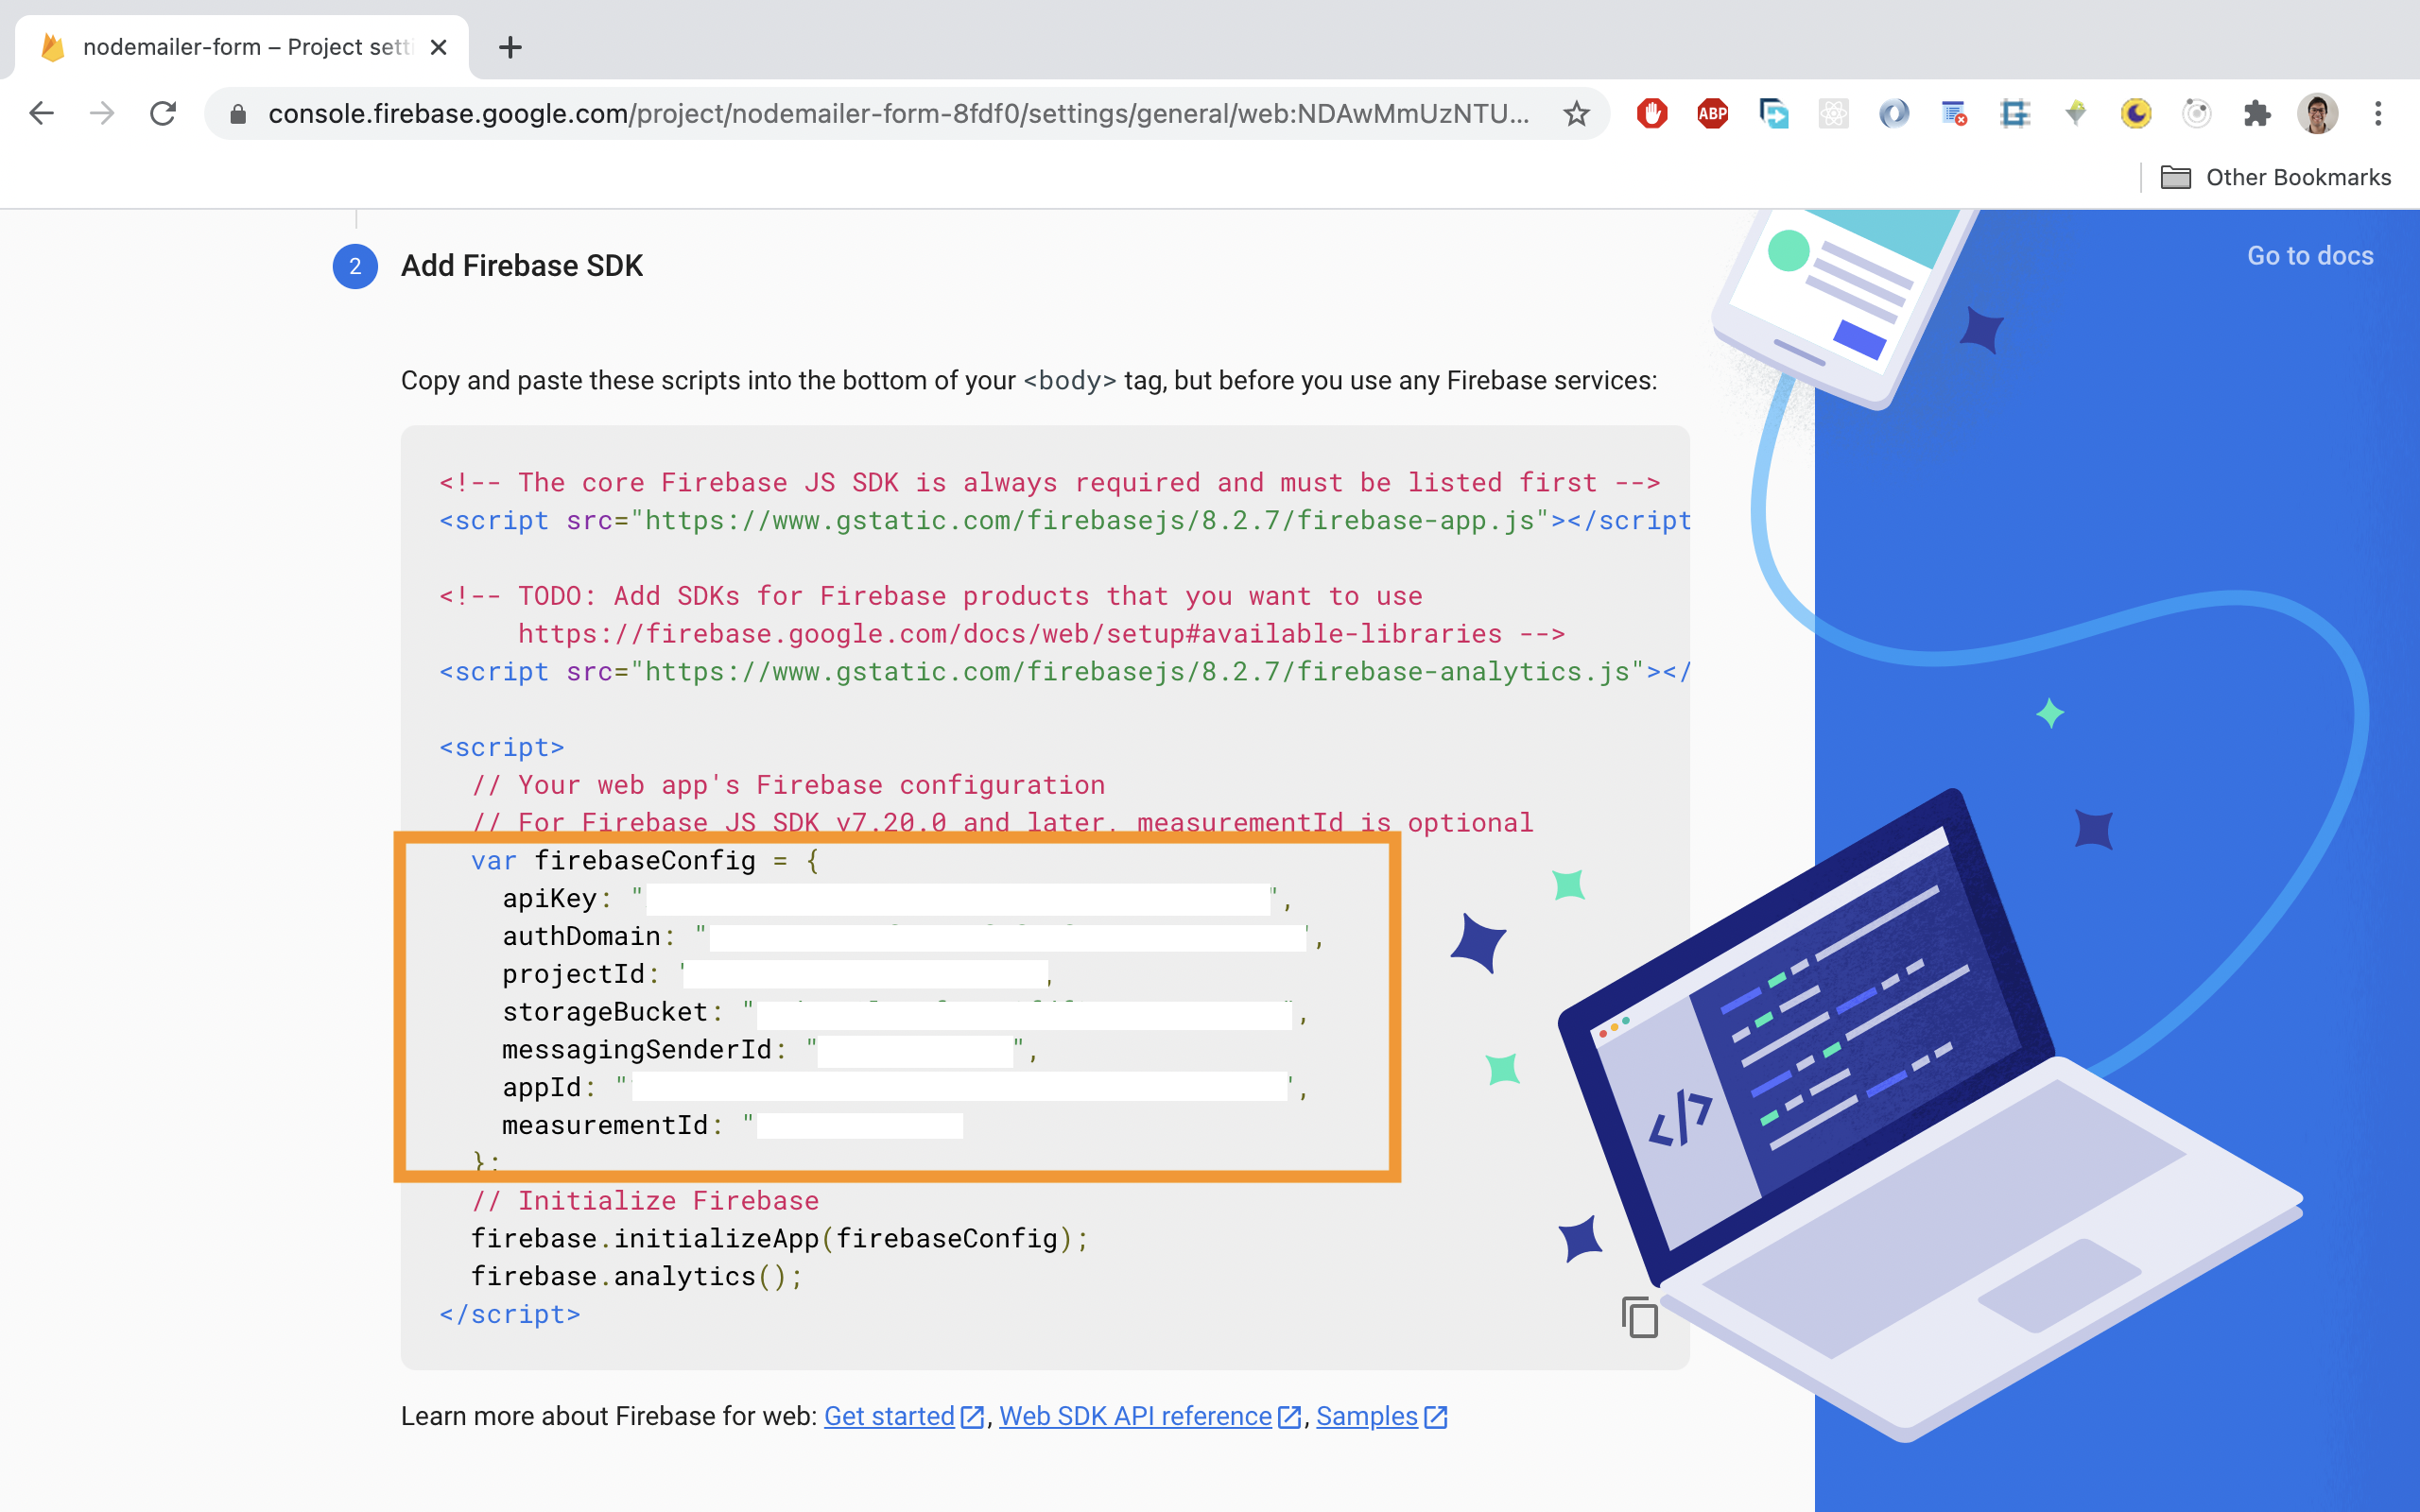 nodemailer-form – Project setti
console.firebase.google.com/project/nodemailer-form-8fdf0/settings/general/web:NDAwMmUzNTU...
ABP
Other Bookmarks
Go to docs
2 Add Firebase SDK
Copy and paste these scripts into the bottom of your <body> tag, but before you use any Firebase services:
<!-- The core Firebase JS SDK is always required and must be listed first -->
<script src="https://www.gstatic.com/firebasejs/8.2.7/firebase-app.js"></script
<!-- TODO: Add SDKs for Firebase products that you want to use
https://firebase.google.com/docs/web/setup#available-libraries -->
<script src="https://www.gstatic.com/firebasejs/8.2.7/firebase-analytics.js"></
<script>
// Your web app's Firebase configuration
// For Firebase JS SDK v7.20.0 and later, measurementId is optional
var firebaseConfig = {
apiKey: "",
authDomain: "",
projectId: ",
storageBucket: "",
messagingSenderId: "",
appId: "",
measurementId: "
};
// Initialize Firebase
firebase.initializeApp(firebaseConfig);
firebase.analytics();
</script>
</>
Learn more about Firebase for web: Get started, Web SDK API reference, Samples